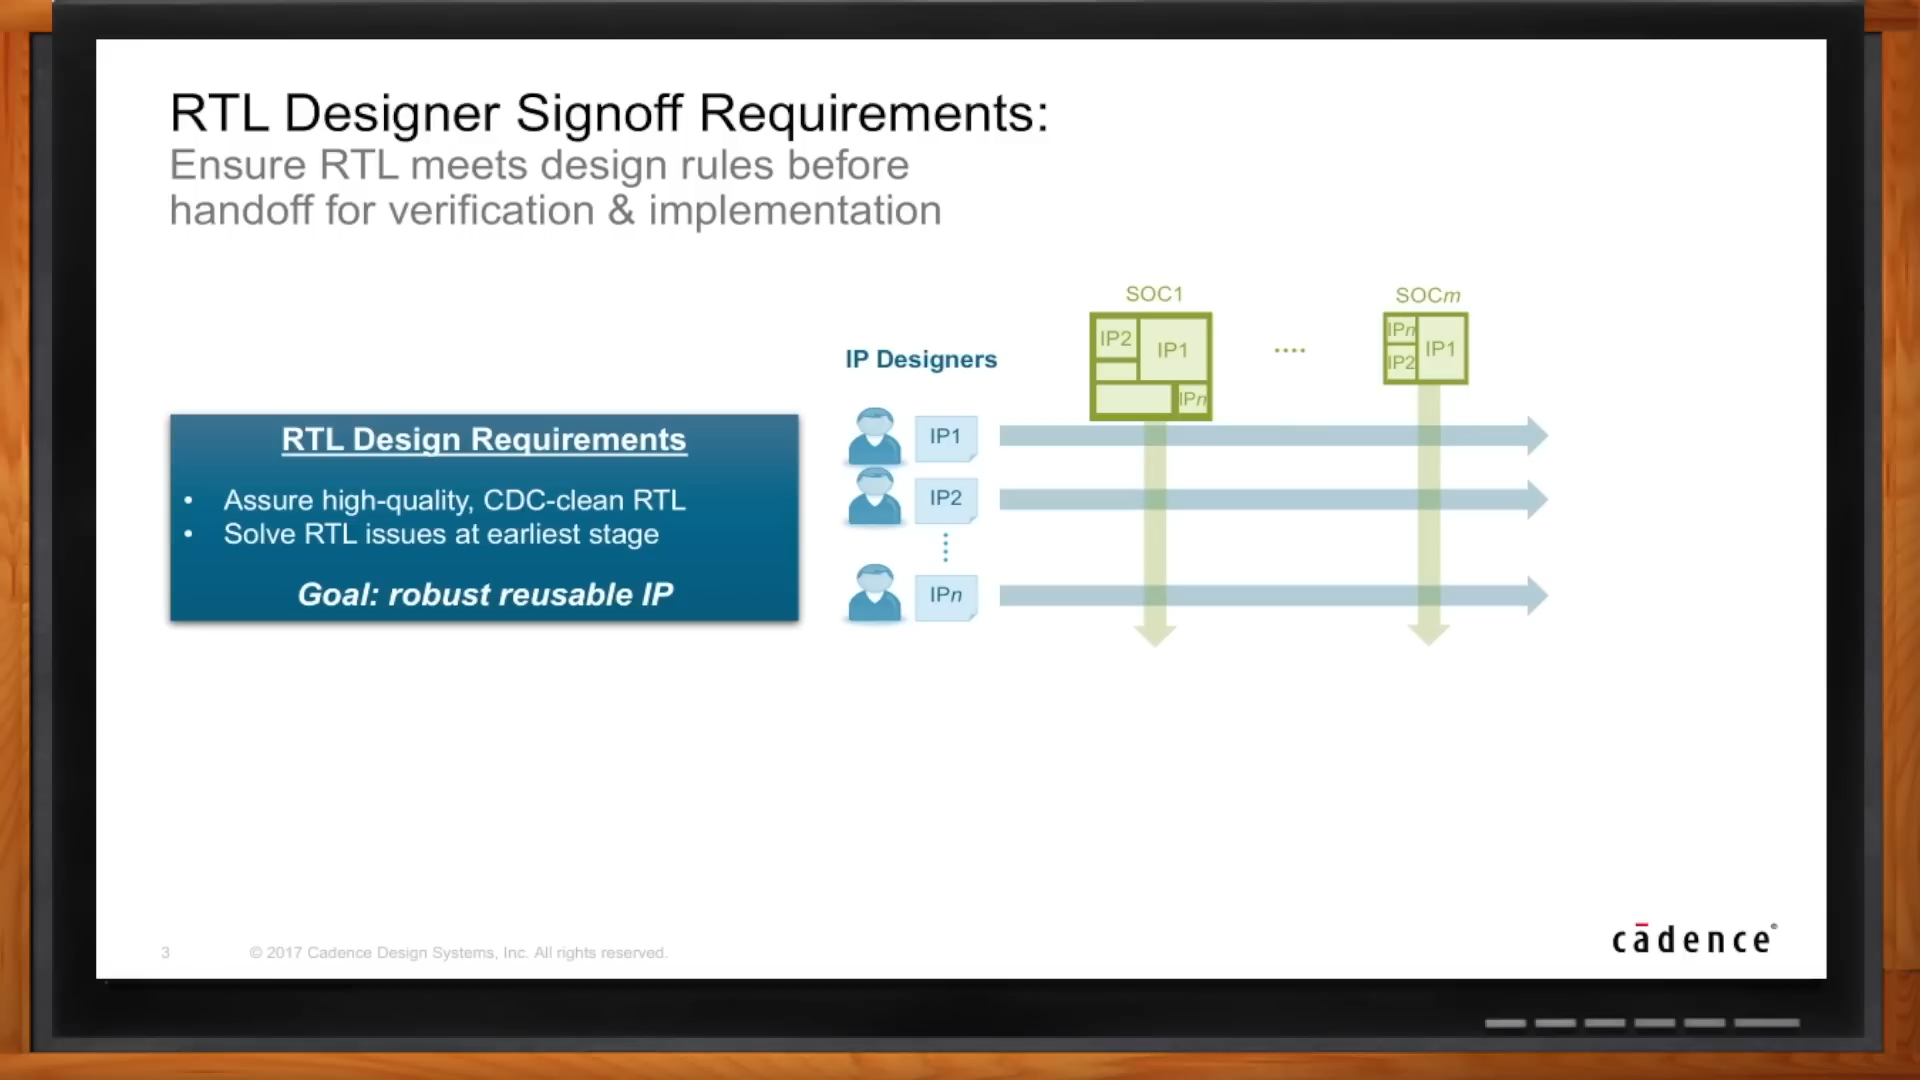 RTL Designer Signoff Requirements:
Ensure RTL meets design rules before
handoff for verification & implementation
RTL Design Requirements
• Assure high-quality, CDC-clean RTL
• Solve RTL issues at earliest stage
Goal: robust reusable IP
IP Designers
IP1
IP2
IPn
SOC1
IP2
IP1
IPn
....
SOCm
IPn
IP2
IP1
3
© 2017 Cadence Design Systems, Inc. All rights reserved.
cādence®